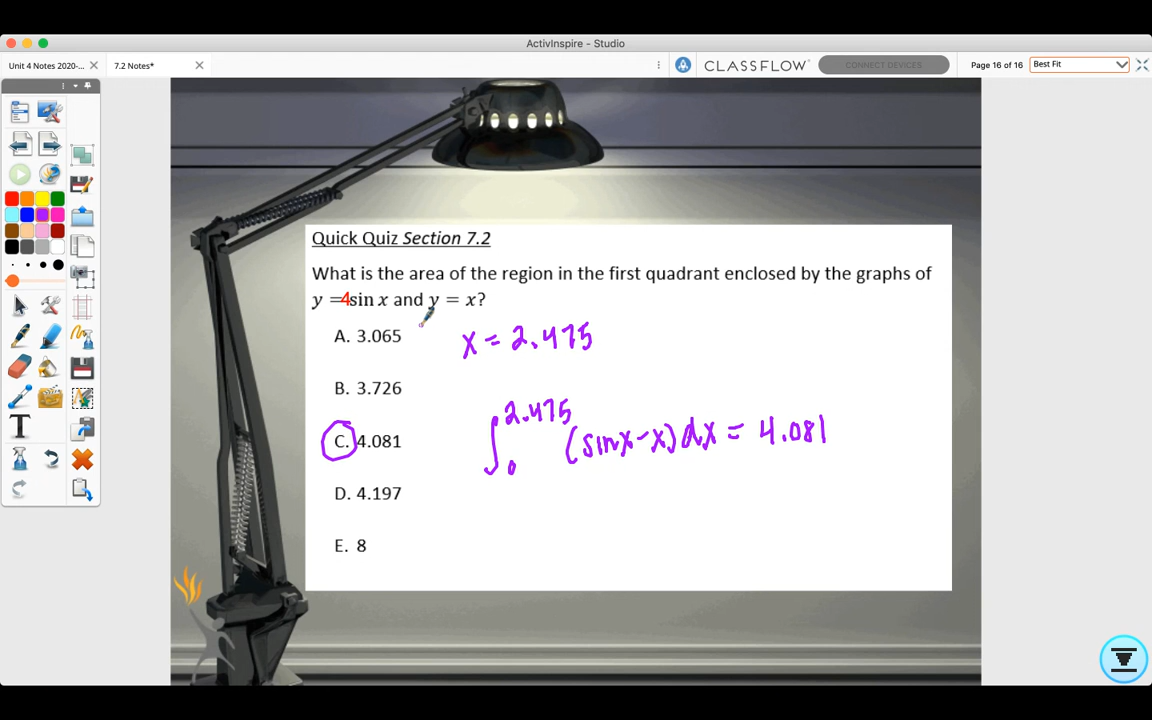 ActivInspire - Studio
Unit 4 Notes 2020-...
7.2 Notes*
CLASSFLOW
CONNECT DEVICES
Page 16 of 16
Best Fit
Quick Quiz Section 7.2
What is the area of the region in the first quadrant enclosed by the graphs of
y =4sin x and y = x?
A. 3.065
x = 2.475
B. 3.726
C. 4.081
∫₀^2.475 (sinx-x)dx = 4.081
D. 4.197
E. 8